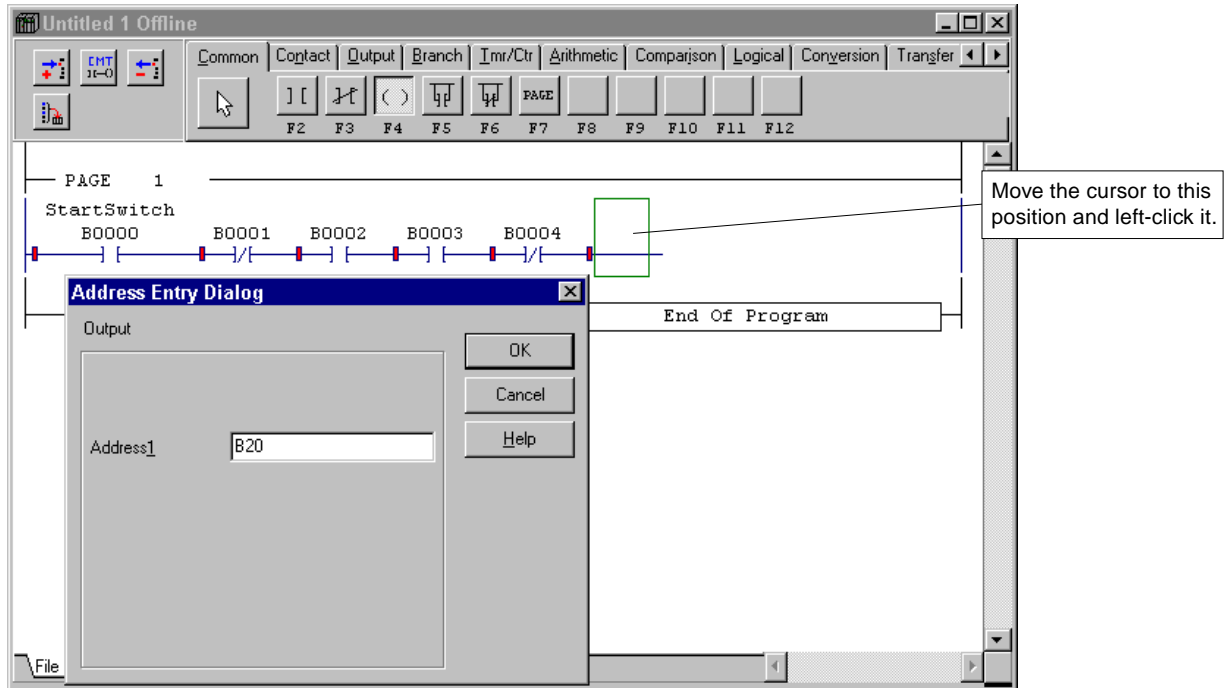 Untitled 1 Offline
CMT
Common Contact Output Branch Tmr/Ctr Arithmetic Comparison Logical Conversion Transfer
PAGE
F2 F3 F4 F5 F6 F7 F8 F9 F10 F11 F12
PAGE 1
Move the cursor to this
position and left-click it.
StartSwitch
B0000 B0001 B0002 B0003 B0004
Address Entry Dialog
End Of Program
Output
OK
Cancel
Address1 B20
Help
File